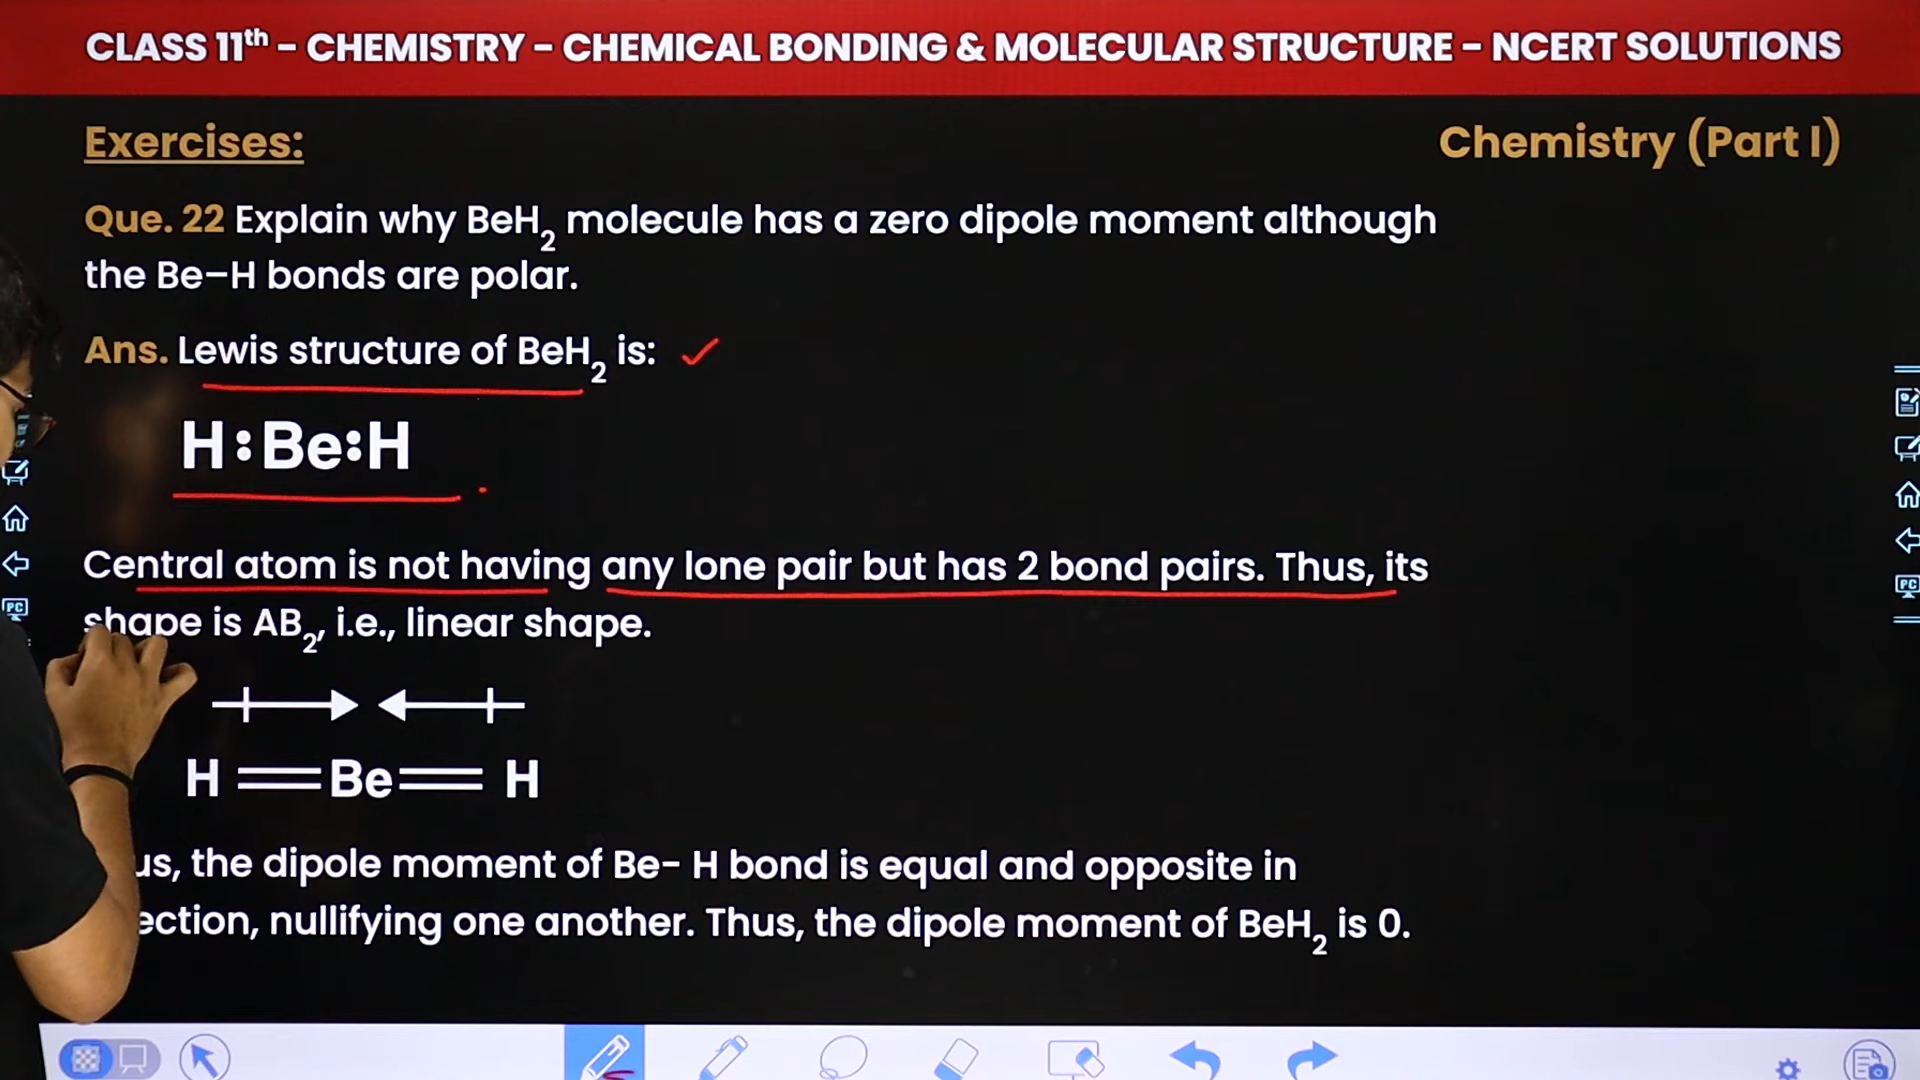 CLASS 11th - CHEMISTRY - CHEMICAL BONDING & MOLECULAR STRUCTURE - NCERT SOLUTIONS
Exercises:
Chemistry (Part I)
Que. 22 Explain why BeH2 molecule has a zero dipole moment although
the Be–H bonds are polar.
Ans. Lewis structure of BeH2 is:
H:Be:H
Central atom is not having any lone pair but has 2 bond pairs. Thus, its
shape is AB2, i.e., linear shape.
H Be H
us, the dipole moment of Be- H bond is equal and opposite in
ection, nullifying one another. Thus, the dipole moment of BeH2 is 0.
PC
PC